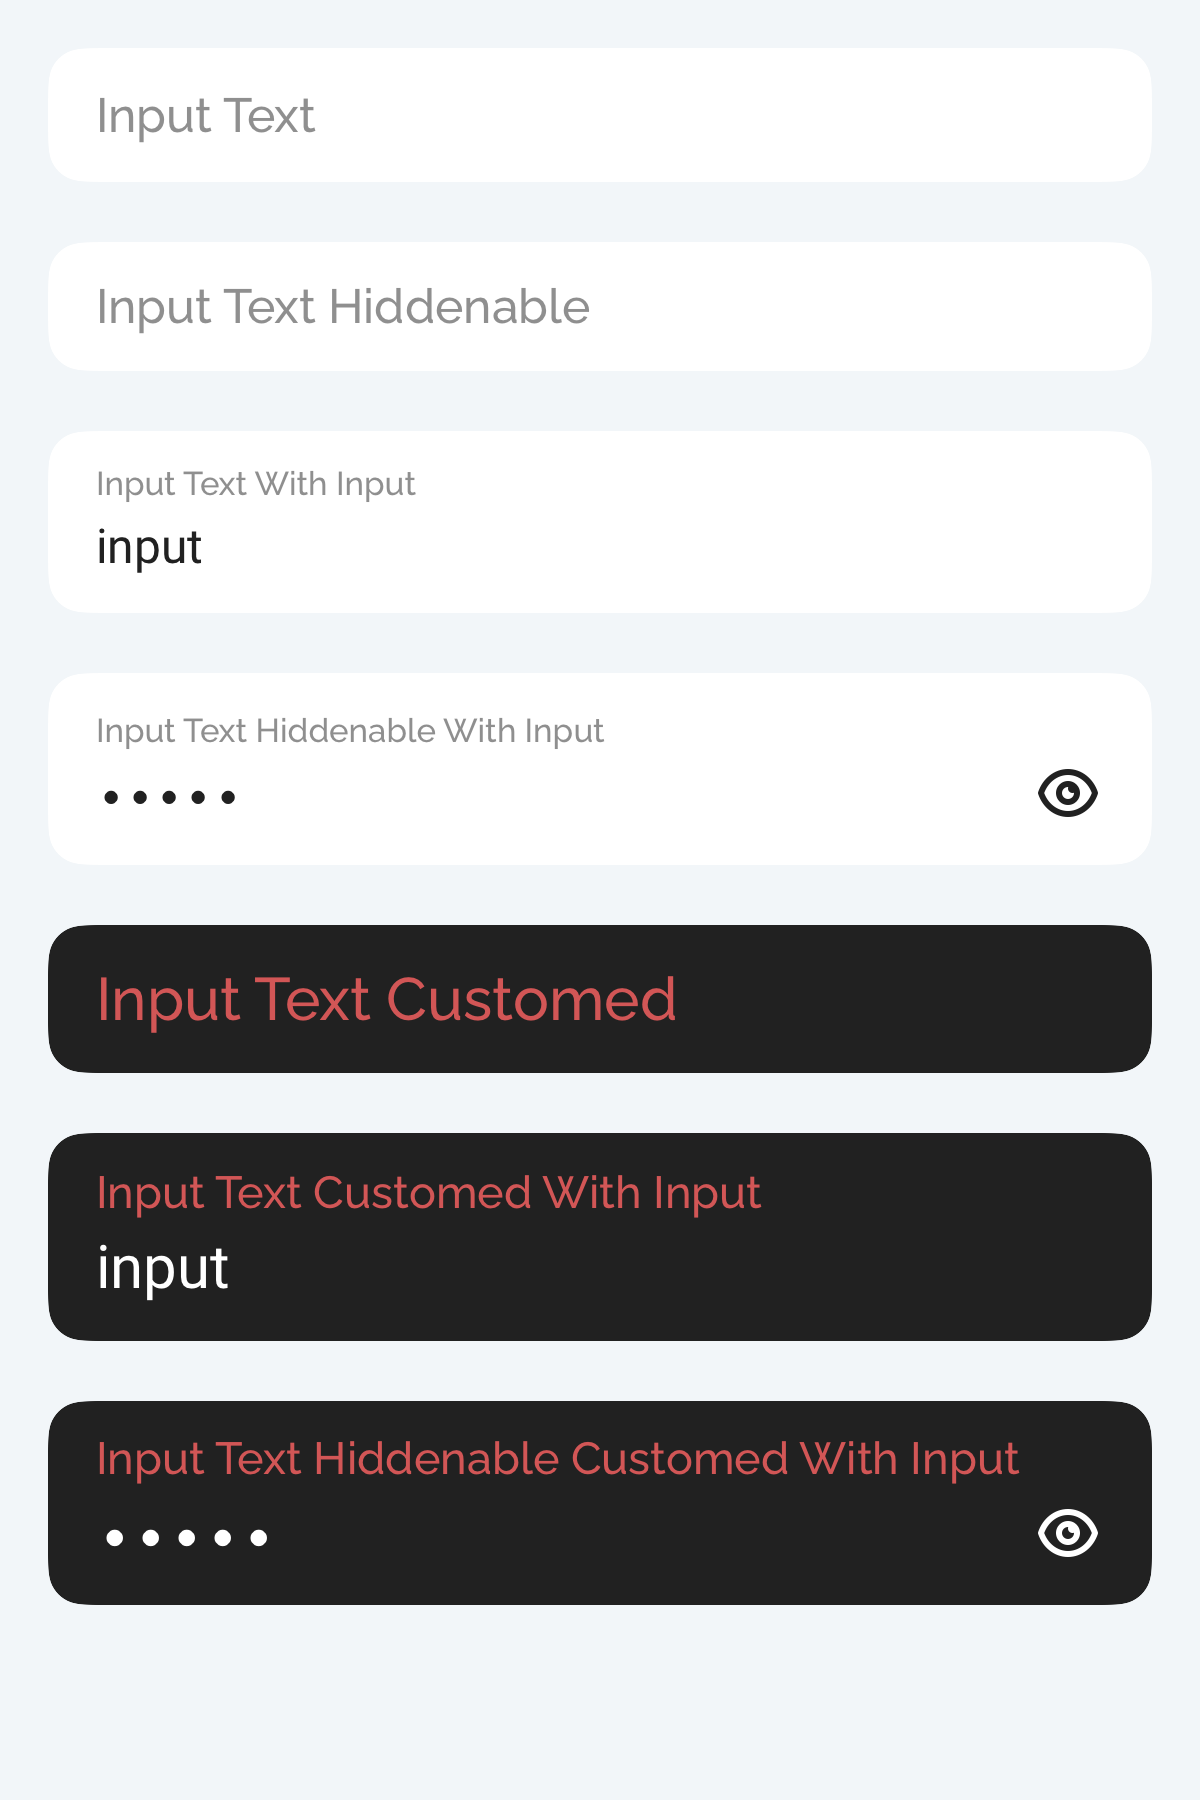 Input Text
Input Text Hiddenable
Input Text With Input
input
Input Text Hiddenable With Input
•••••
Input Text Customed
Input Text Customed With Input
input
Input Text Hiddenable Customed With Input
•••••